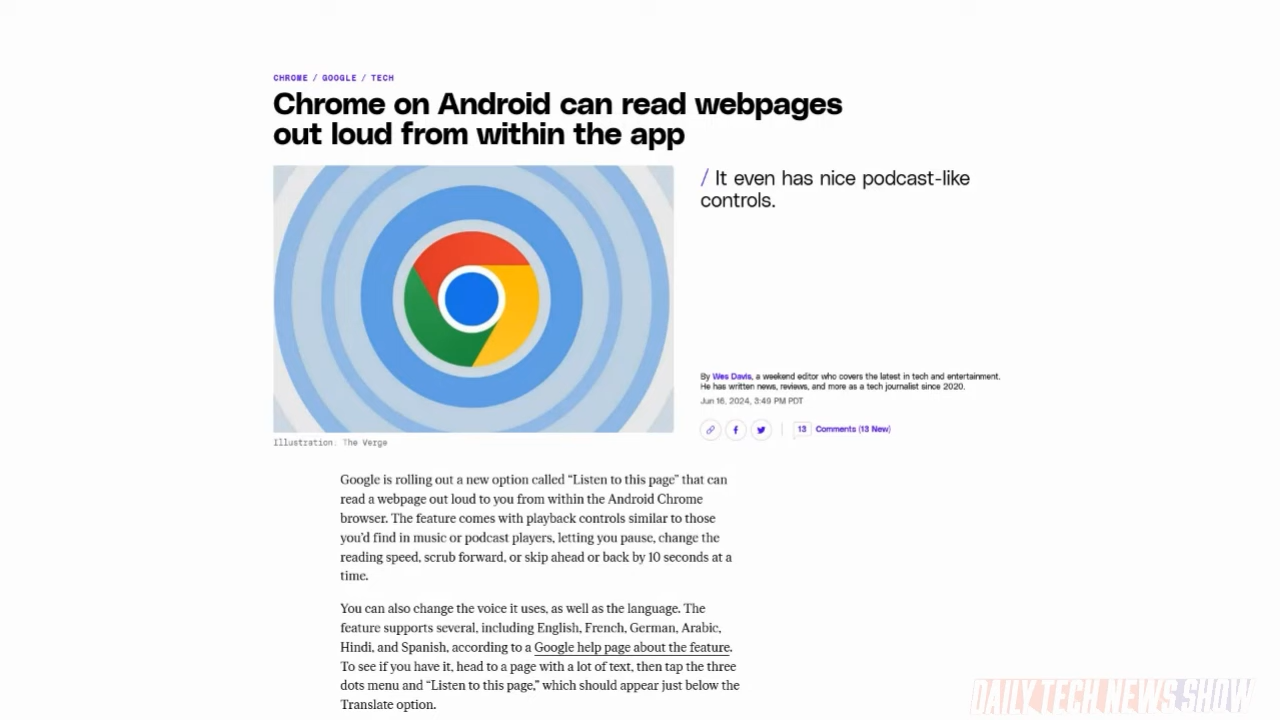 CHROME / GOOGLE / TECH
Chrome on Android can read webpages
out loud from within the app
/ It even has nice podcast-like
controls.
By Wes Davis, a weekend editor who covers the latest in tech and entertainment.
He has written news, reviews, and more as a tech journalist since 2020.
Jun 16, 2024, 3:49 PM PDT
13 Comments (13 New)
Illustration: The Verge
Google is rolling out a new option called “Listen to this page” that can
read a webpage out loud to you from within the Android Chrome
browser. The feature comes with playback controls similar to those
you’d find in music or podcast players, letting you pause, change the
reading speed, scrub forward, or skip ahead or back by 10 seconds at a
time.
You can also change the voice it uses, as well as the language. The
feature supports several, including English, French, German, Arabic,
Hindi, and Spanish, according to a Google help page about the feature.
To see if you have it, head to a page with a lot of text, then tap the three
dots menu and “Listen to this page,” which should appear just below the
Translate option.
DAILY TECH NEWS SHOW